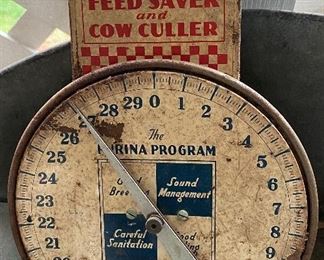 FEED SAVER
and
COW CULLER
27 28 29 0 1 2 3
The
26 PURINA PROGRAM 4
25 5
Sound
Management
24 6
23 7
Careful
Sanitation
22 8
21 9